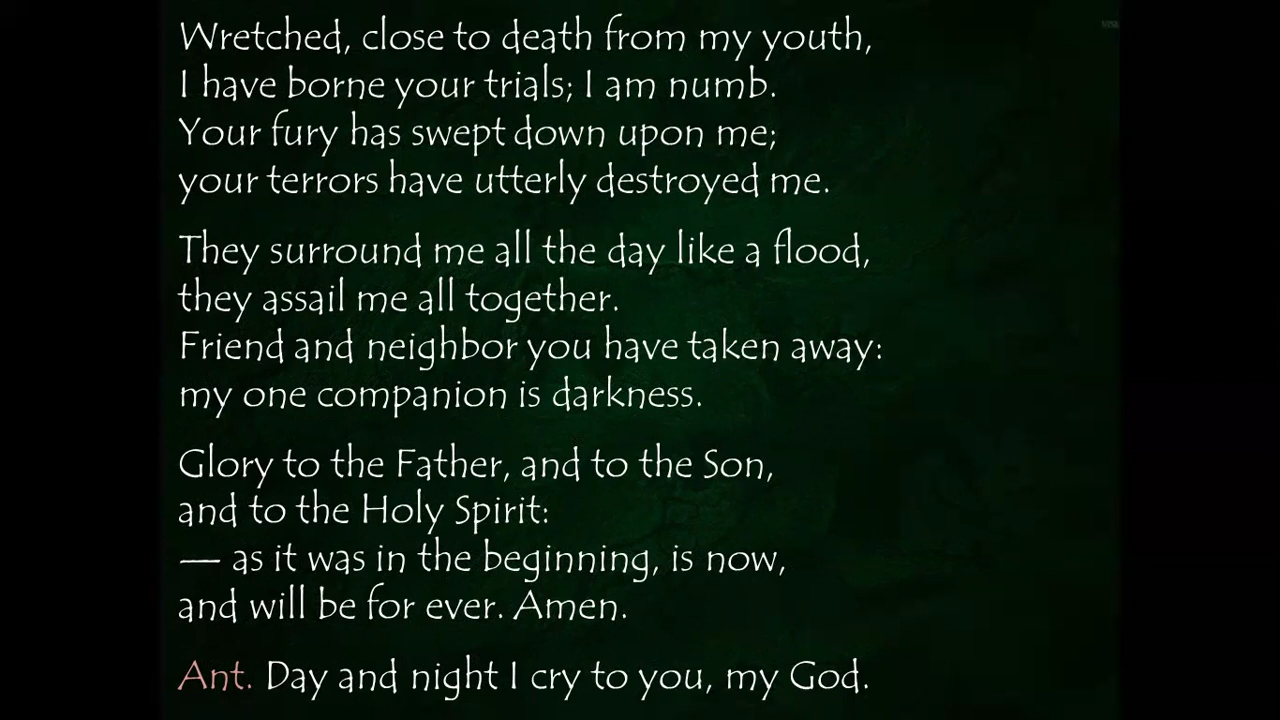 Wretched, close to death from my youth,
I have borne your trials; I am numb.
Your fury has swept down upon me;
your terrors have utterly destroyed me.
They surround me all the day like a flood,
they assail me all together.
Friend and neighbor you have taken away:
my one companion is darkness.
Glory to the Father, and to the Son,
and to the Holy Spirit:
— as it was in the beginning, is now,
and will be for ever. Amen.
Ant. Day and night I cry to you, my God.